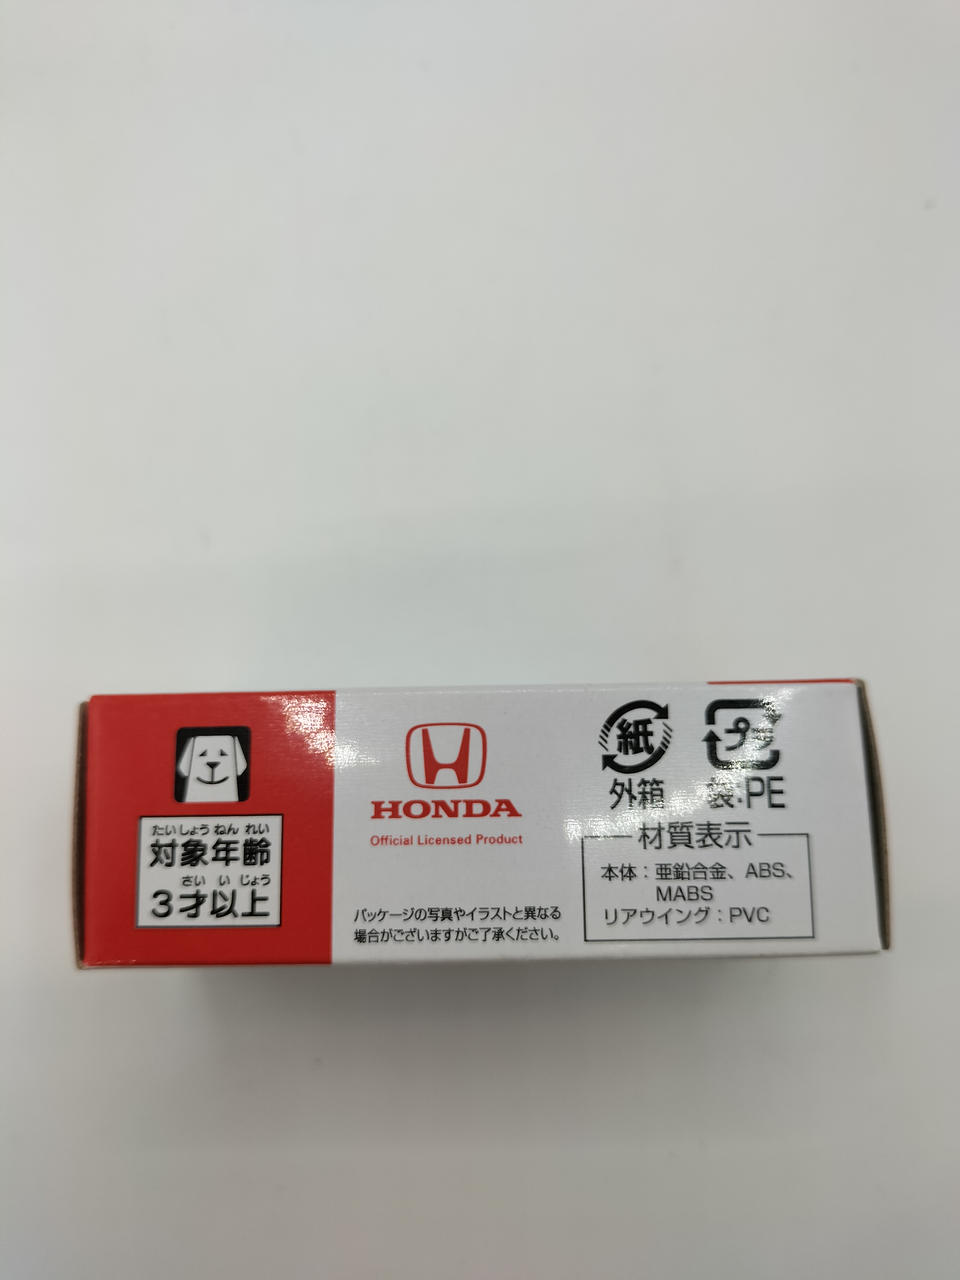 たいしょうねんれい
対象年齢
さいいじょう
3才以上
HONDA
Official Licensed Product
パッケージの写真やイラストと異なる
場合がございますがご了承ください。
紙
外箱
プラ
袋:PE
材質表示
本体:亜鉛合金、ABS、
MABS
リアウイング:PVC